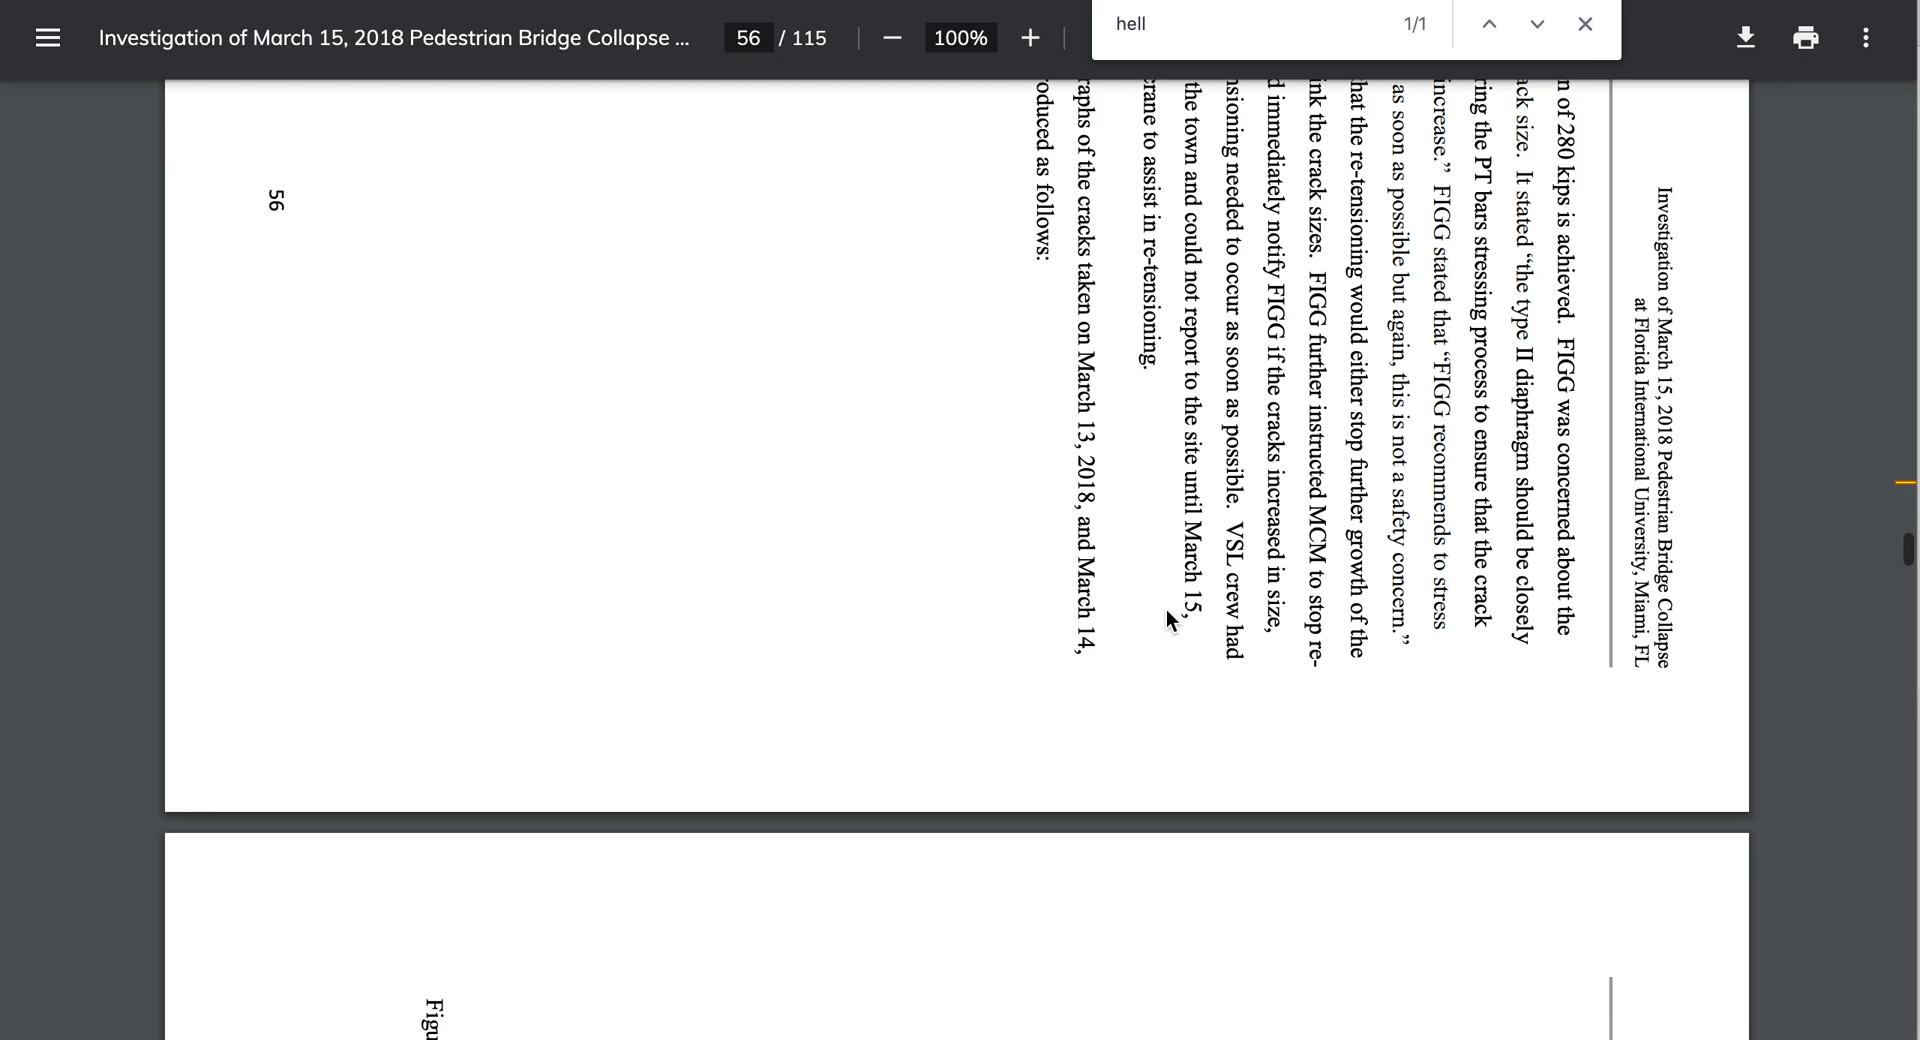 Investigation of March 15, 2018 Pedestrian Bridge Collapse ...
56 / 115
100%
hell
1/1
Investigation of March 15, 2018 Pedestrian Bridge Collapse
at Florida International University, Miami, FL
n of 280 kips is achieved. FIGG was concerned about the
ack size. It stated “the type II diaphragm should be closely
ring the PT bars stressing process to ensure that the crack
increase.” FIGG stated that “FIGG recommends to stress
as soon as possible but again, this is not a safety concern.”
hat the re-tensioning would either stop further growth of the
ink the crack sizes. FIGG further instructed MCM to stop re-
d immediately notify FIGG if the cracks increased in size,
nsioning needed to occur as soon as possible. VSL crew had
the town and could not report to the site until March 15,
crane to assist in re-tensioning.
raphs of the cracks taken on March 13, 2018, and March 14,
oduced as follows:
56
Figu